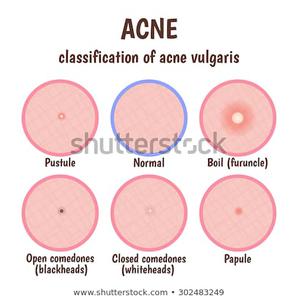 ACNE
classification of acne vulgaris
Pustule
Normal
Boil (furuncle)
shutterstock
Open comedones
(blackheads)
Closed comedones
(whiteheads)
Papule
www.shutterstock.com · 302483249